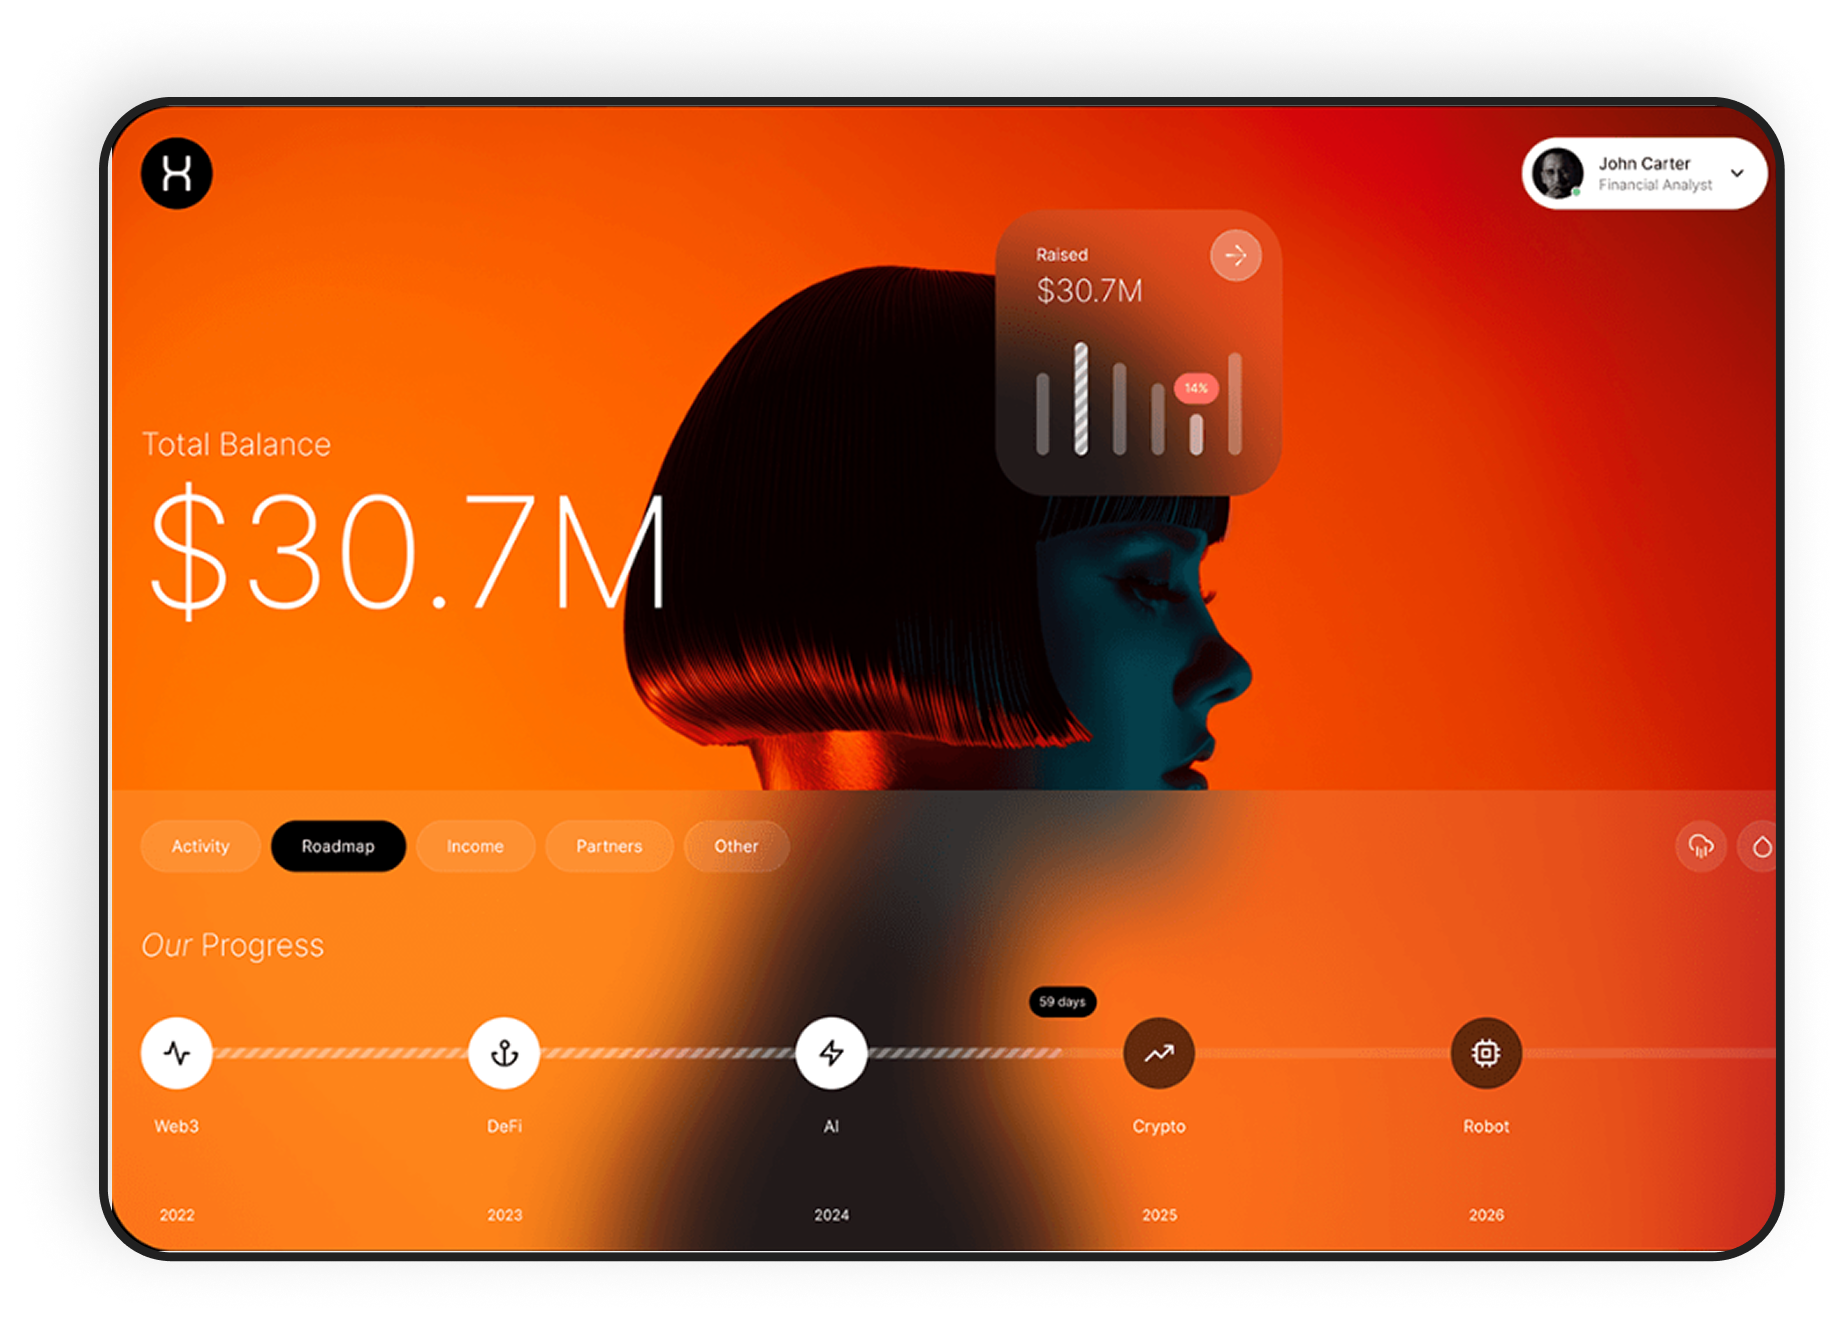 John Carter
Financial Analyst
Raised
$30.7M
14%
Total Balance
$30.7M
Activity
Roadmap
Income
Partners
Other
Our Progress
59 days
Web3
DeFi
AI
Crypto
Robot
2022
2023
2024
2025
2026